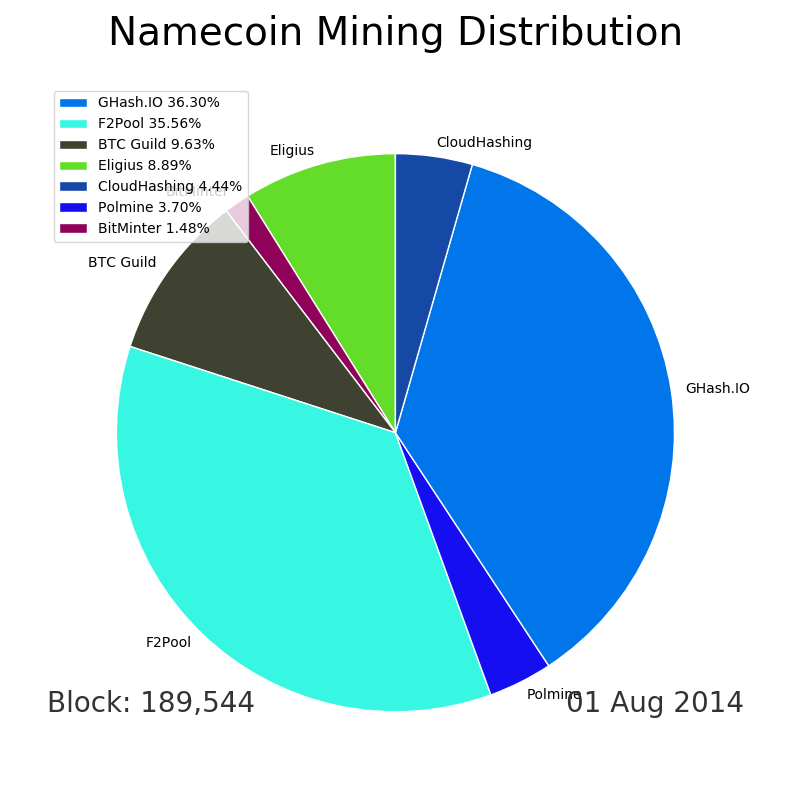 Namecoin Mining Distribution
GHash.IO 36.30%
F2Pool 35.56%
BTC Guild 9.63%
Eligius 8.89%
CloudHashing 4.44%
Polmine 3.70%
BitMinter 1.48%
Eligius
CloudHashing
BitMinter
BTC Guild
GHash.IO
F2Pool
Polmine
Block: 189,544
01 Aug 2014